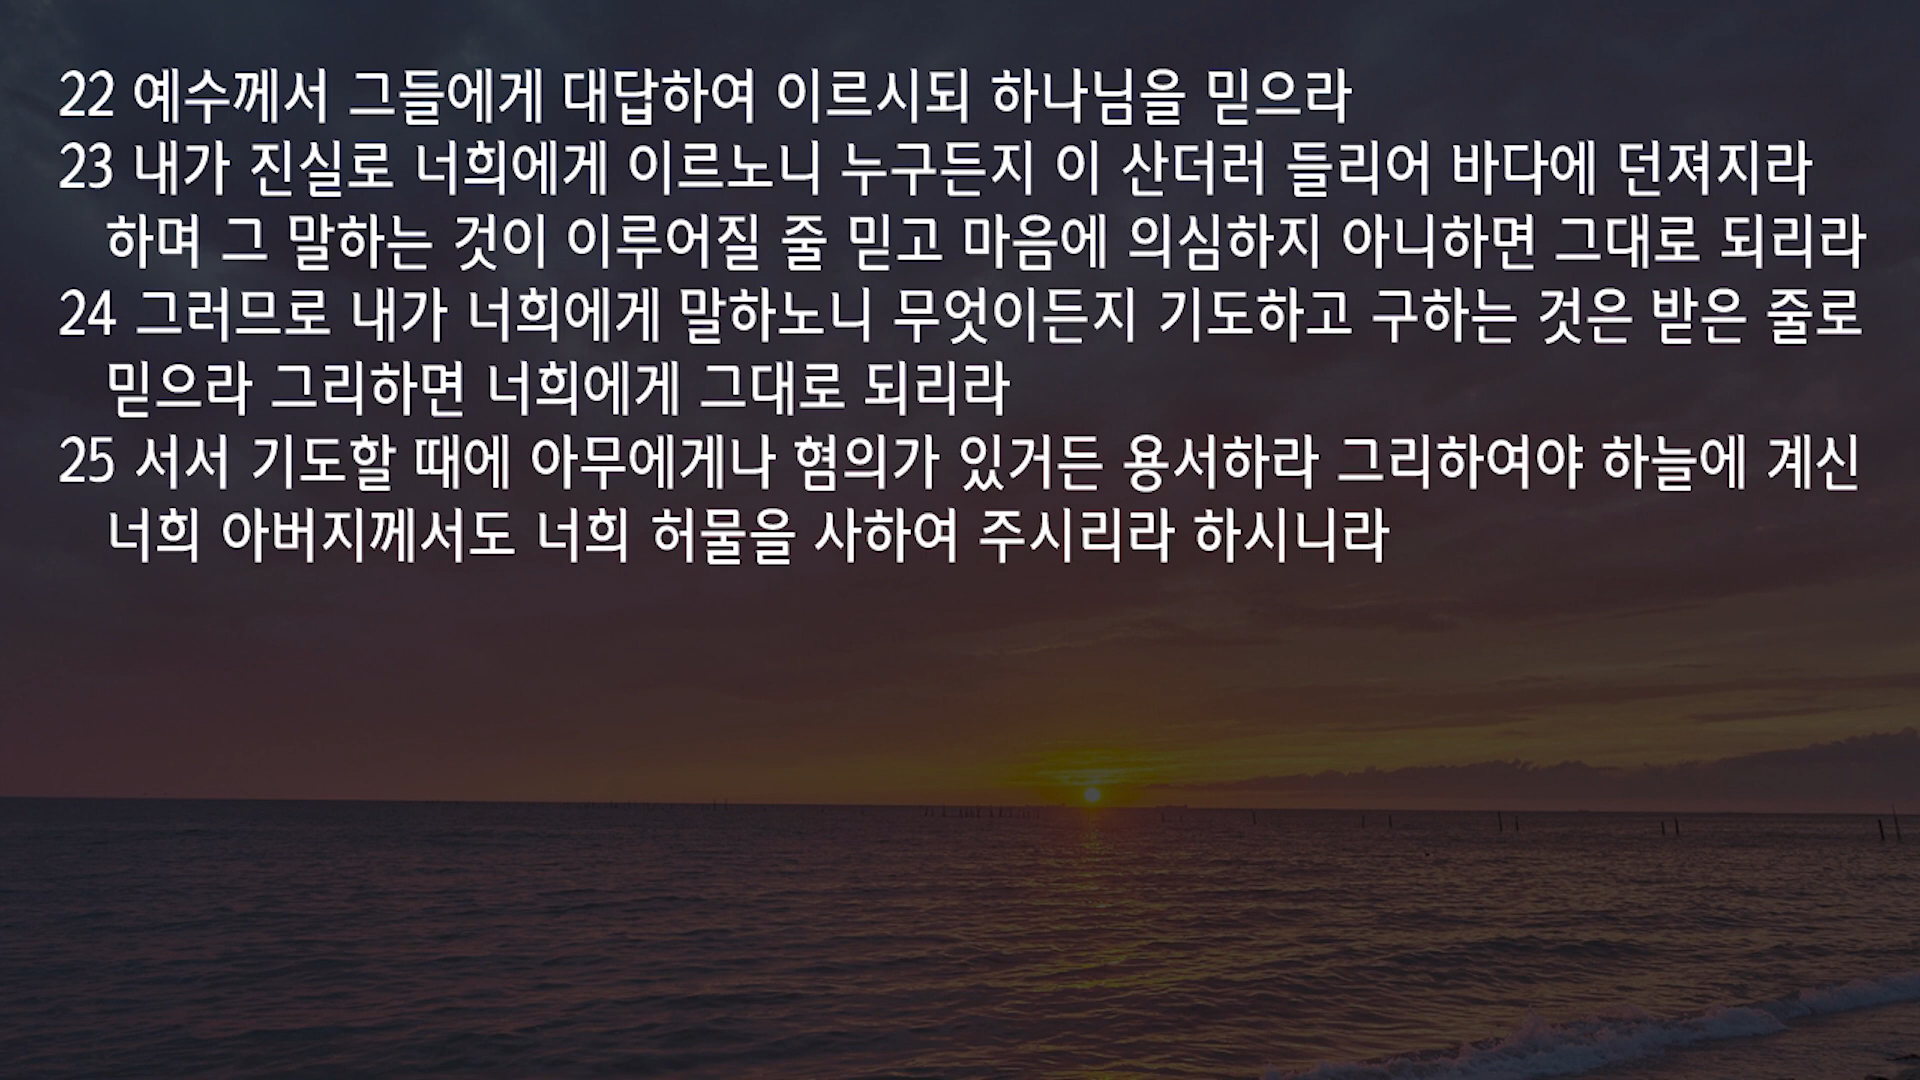 22 예수께서 그들에게 대답하여 이르시되 하나님을 믿으라
23 내가 진실로 너희에게 이르노니 누구든지 이 산더러 들리어 바다에 던져지라
하며 그 말하는 것이 이루어질 줄 믿고 마음에 의심하지 아니하면 그대로 되리라
24 그러므로 내가 너희에게 말하노니 무엇이든지 기도하고 구하는 것은 받은 줄로
믿으라 그리하면 너희에게 그대로 되리라
25 서서 기도할 때에 아무에게나 혐의가 있거든 용서하라 그리하여야 하늘에 계신
너희 아버지께서도 너희 허물을 사하여 주시리라 하시니라